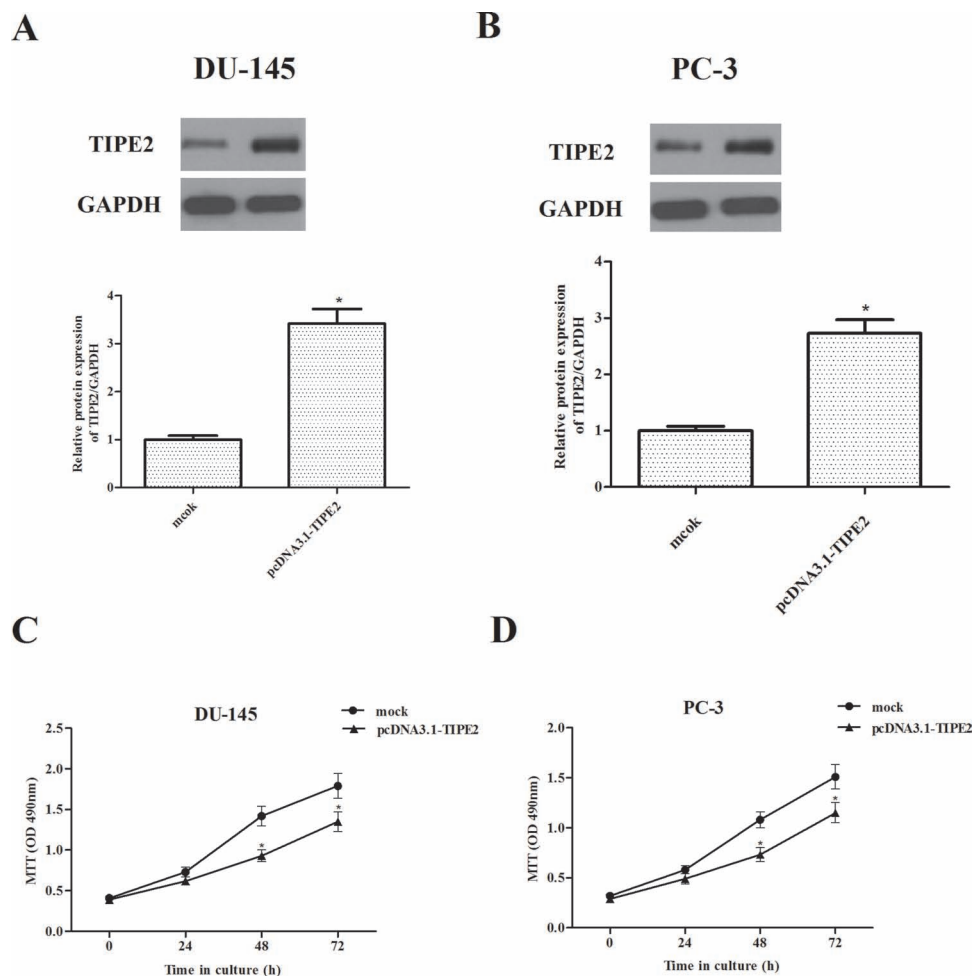 A
DU-145
TIPE2
GAPDH
Relative protein expression
of TIPE2/GAPDH
4
3
2
1
0
*
mcok
pcDNA3.1-TIPE2
B
PC-3
TIPE2
GAPDH
Relative protein expression
of TIPE2/GAPDH
4
3
2
1
0
*
mcok
pcDNA3.1-TIPE2
C
DU-145
mock
pcDNA3.1-TIPE2
MTT (OD 490nm)
2.5
2.0
1.5
1.0
0.5
0.0
*
*
0 24 48 72
Time in culture (h)
D
PC-3
mock
pcDNA3.1-TIPE2
MTT (OD 490nm)
2.0
1.5
1.0
0.5
0.0
*
*
0 24 48 72
Time in culture (h)